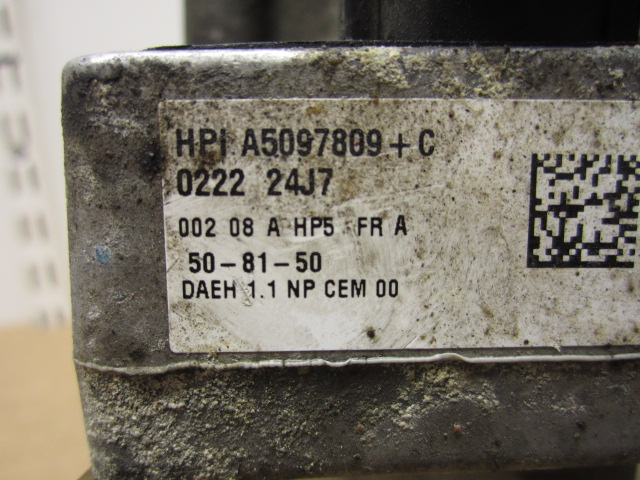 HPI A5097809+C
0222 24J7
002 08 A HP5 FR A
50-81-50
DAEH 1.1 NP CEM 00